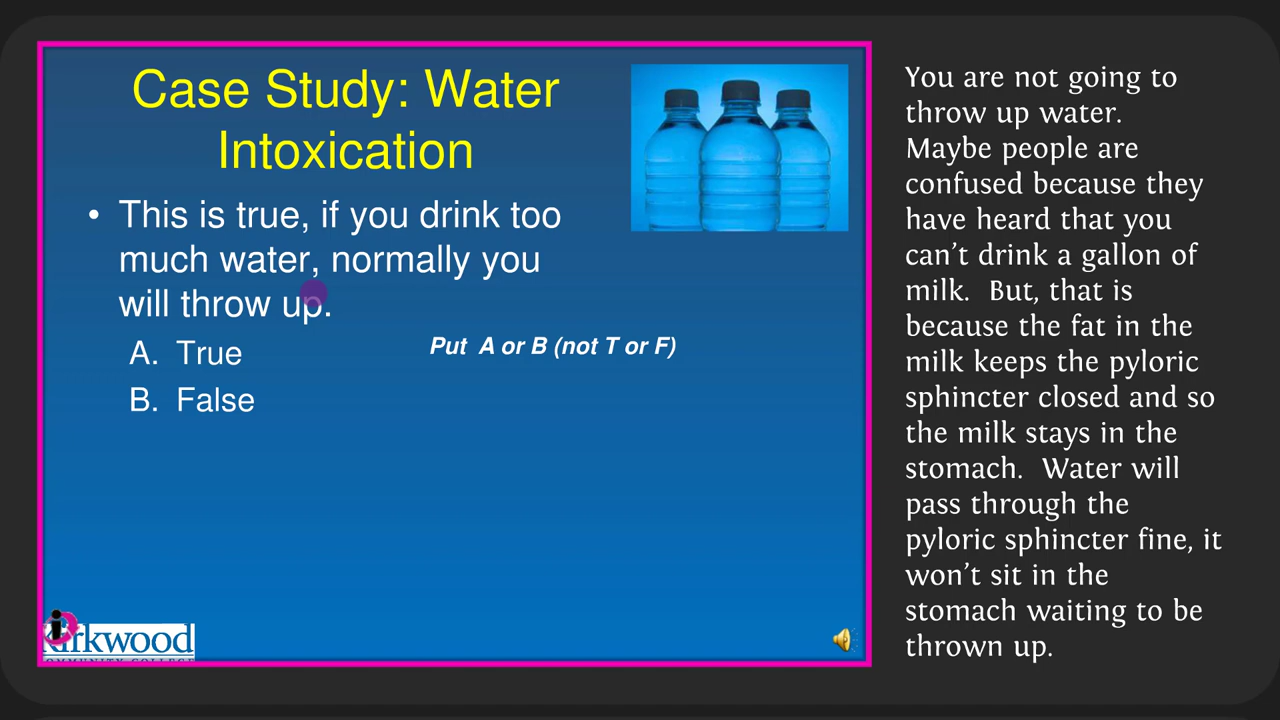 Case Study: Water
Intoxication
• This is true, if you drink too
much water, normally you
will throw up.
A. True
B. False
Put A or B (not T or F)
You are not going to
throw up water.
Maybe people are
confused because they
have heard that you
can’t drink a gallon of
milk. But, that is
because the fat in the
milk keeps the pyloric
sphincter closed and so
the milk stays in the
stomach. Water will
pass through the
pyloric sphincter fine, it
won’t sit in the
stomach waiting to be
thrown up.